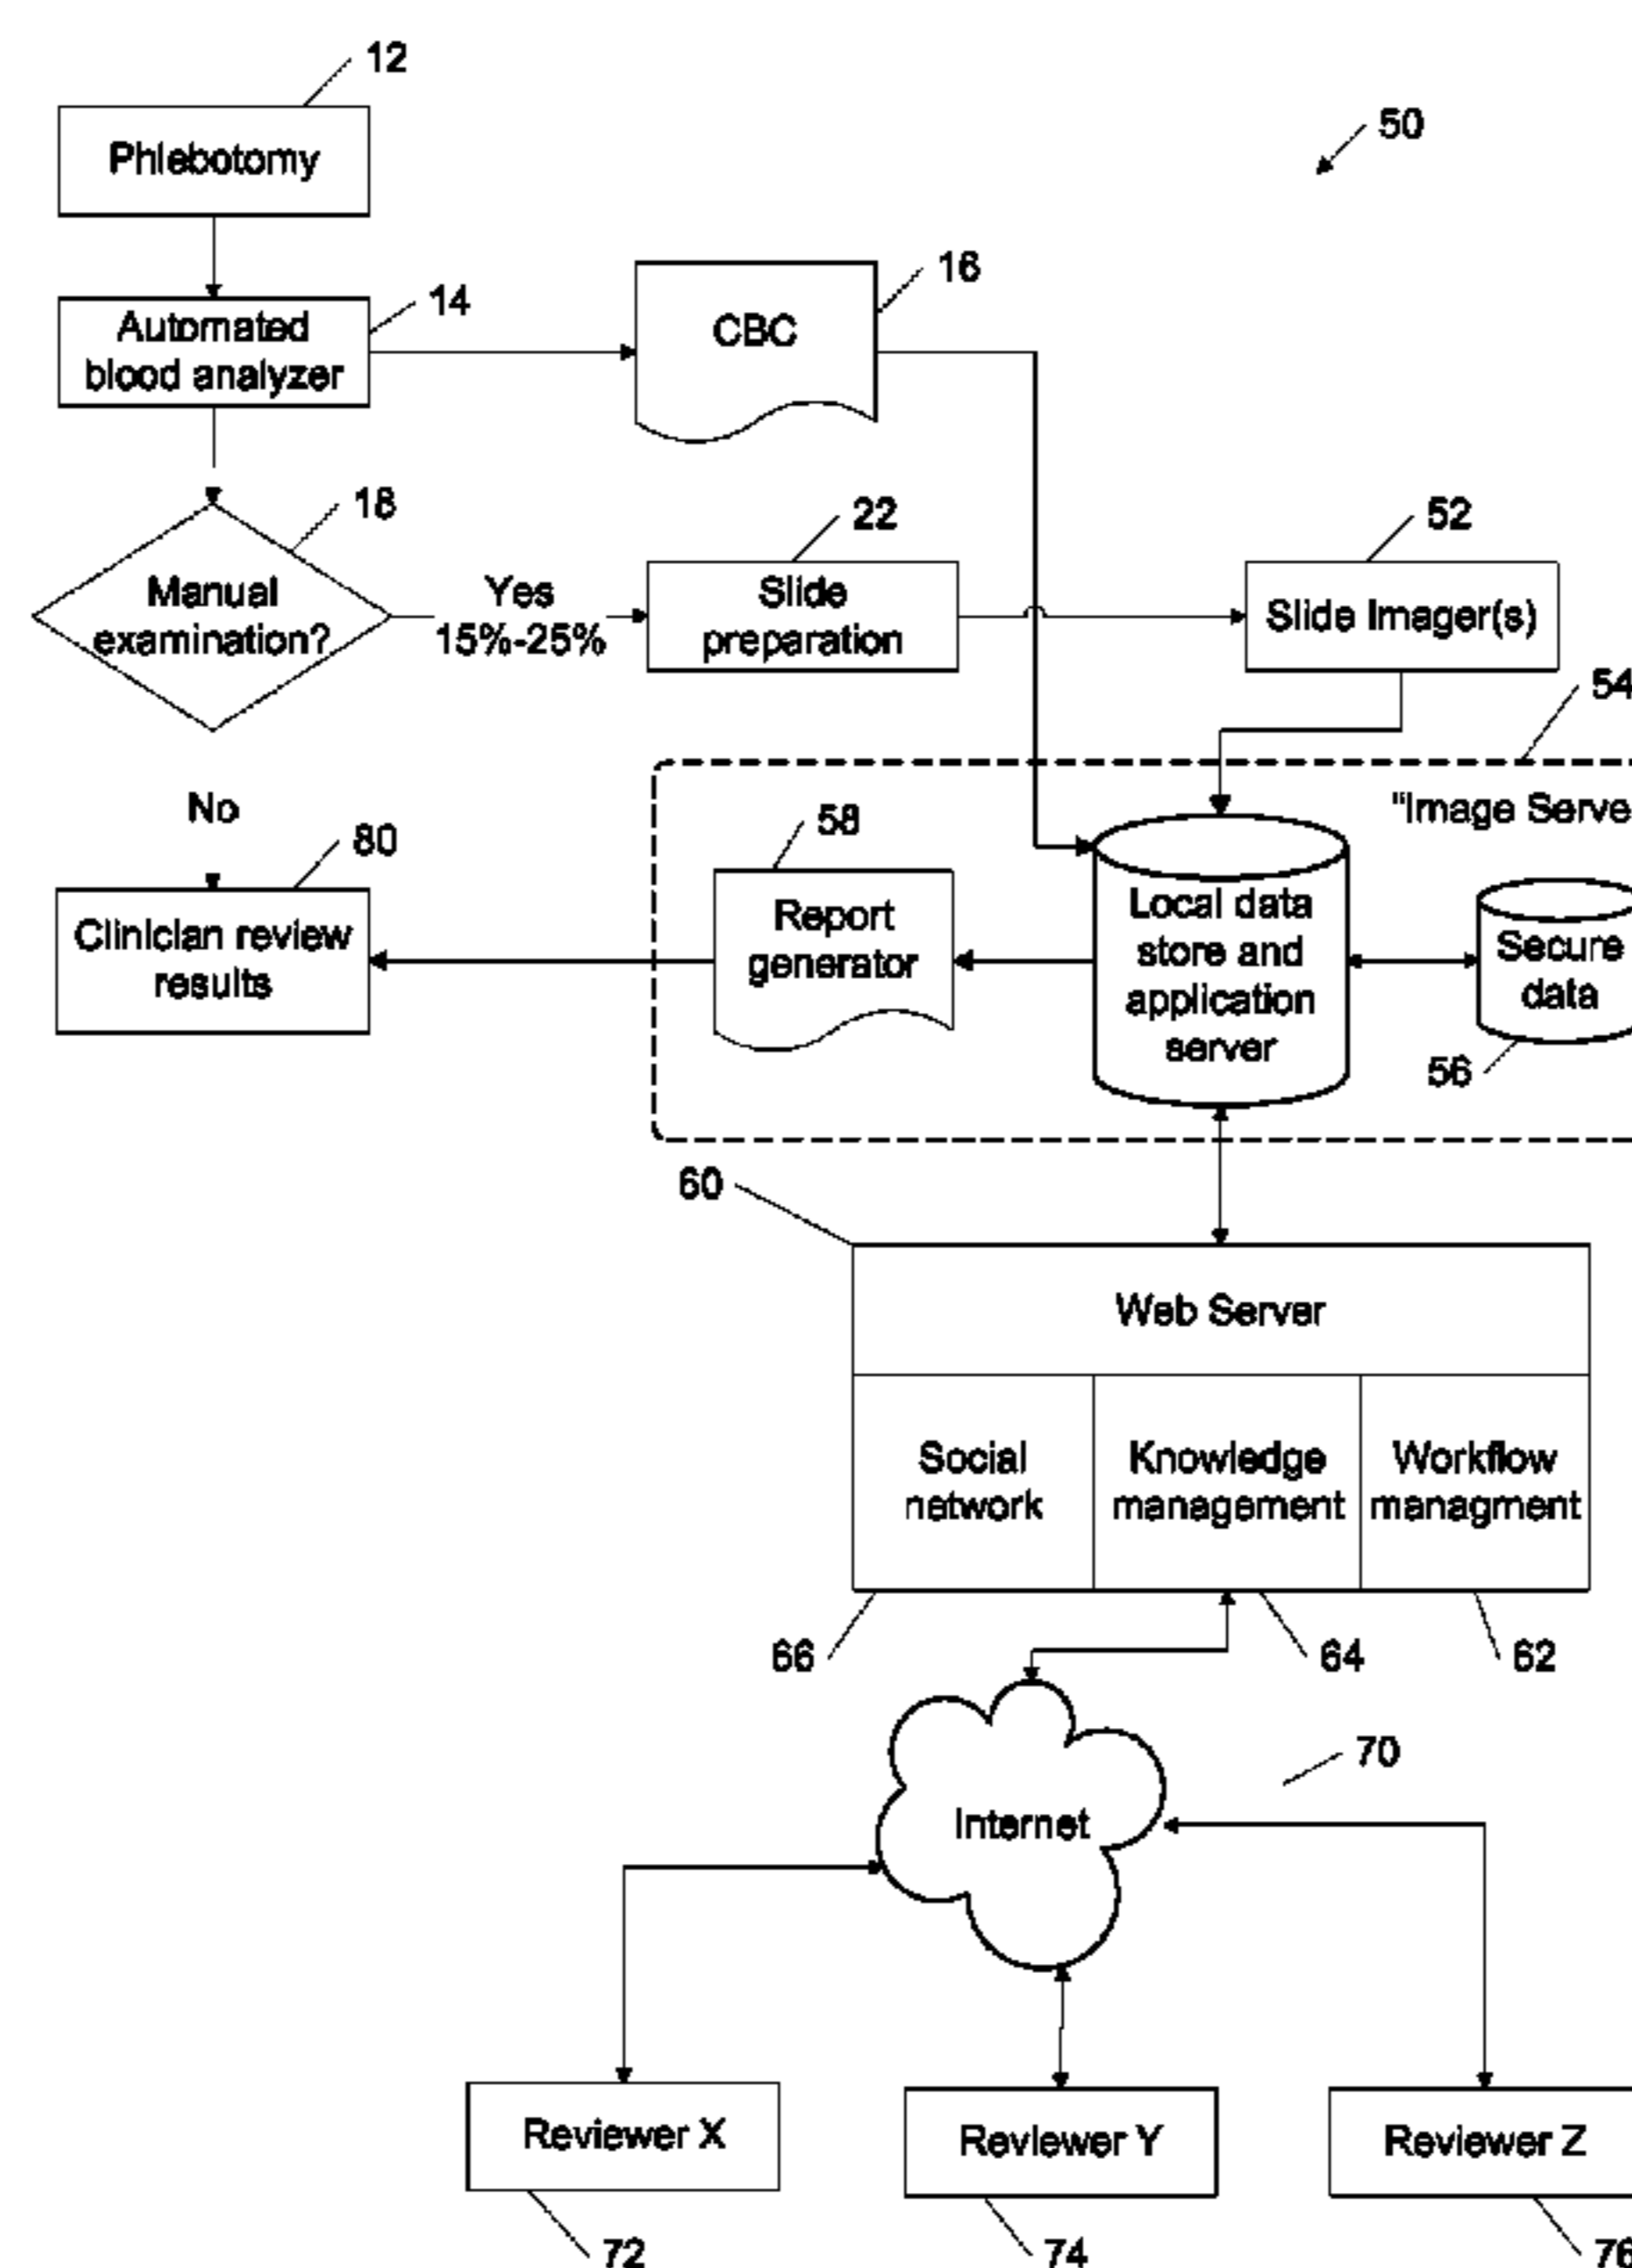 12
Phlebotomy
50
14
Automated
blood analyzer
16
CBC
18
Manual
examination?
Yes
15%-25%
22
Slide
preparation
52
Slide Imager(s)
54
"Image Serve
No
80
Clinician review
results
58
Report
generator
Local data
store and
application
server
Secure
data
56
60
Web Server
Social
network
Knowledge
management
Workflow
managment
66
64
62
70
Internet
Reviewer X
Reviewer Y
Reviewer Z
72
74
76